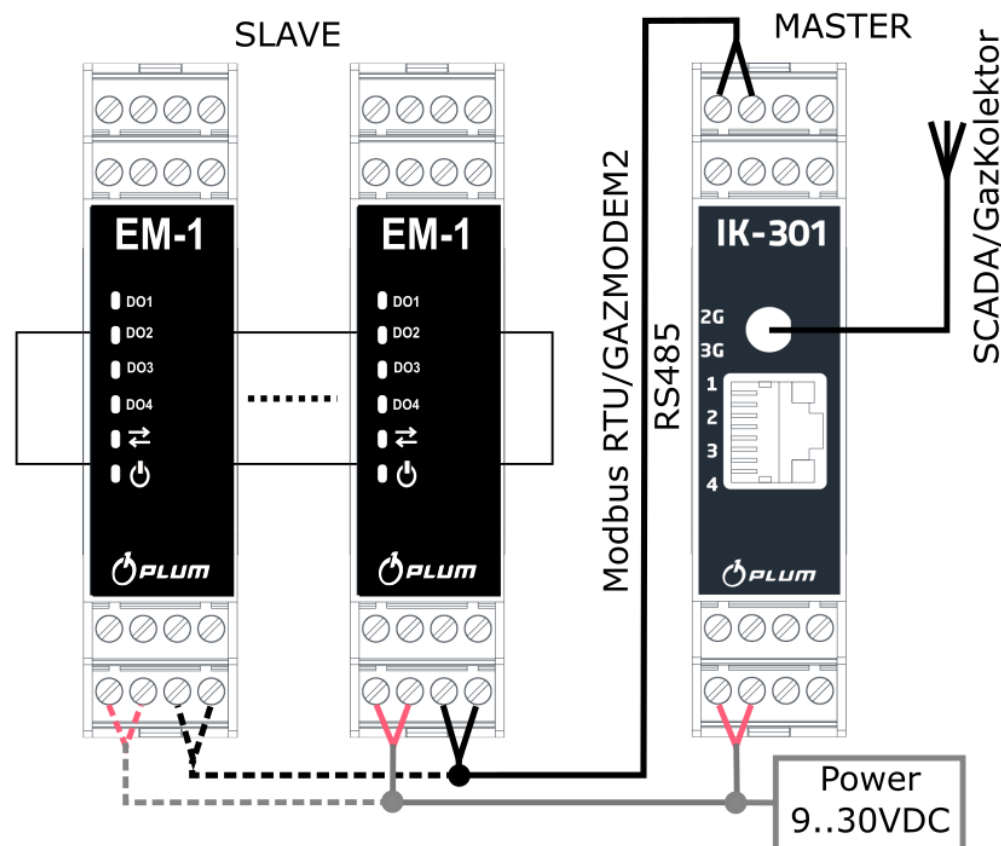 SLAVE
MASTER
EM-1
DO1
DO2
DO3
DO4
PLUM
EM-1
DO1
DO2
DO3
DO4
PLUM
Modbus RTU/GAZMODEM2
RS485
IK-301
2G
3G
1
2
3
4
PLUM
SCADA/GazKolektor
Power
9..30VDC